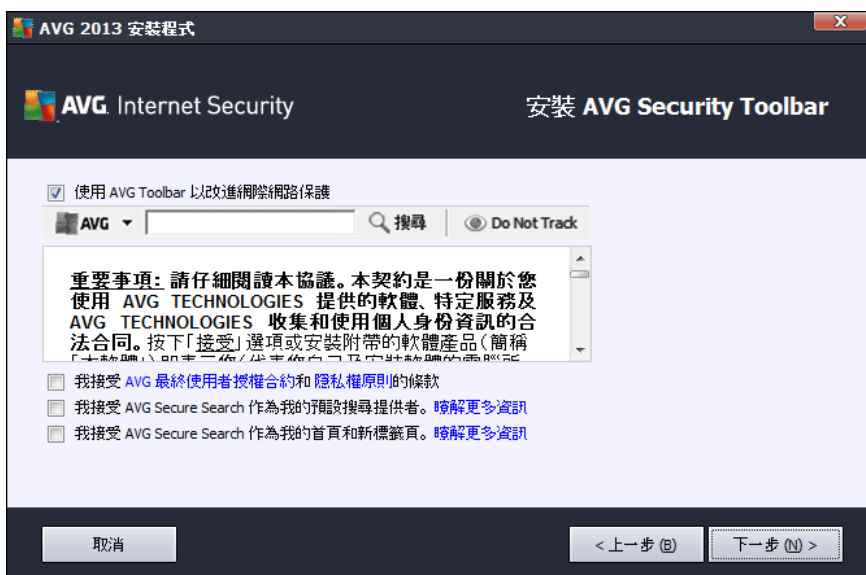 AVG 2013 安裝程式
AVG. Internet Security
安裝 AVG Security Toolbar
使用 AVG Toolbar 以改進網際網路保護
AVG 搜尋 Do Not Track
重要事項: 請仔細閱讀本協議。本契約是一份關於您
使用 AVG TECHNOLOGIES 提供的軟體、特定服務及
AVG TECHNOLOGIES 收集和使用個人身份資訊的合
法合同。按下「接受」選項或安裝附帶的軟體產品(簡稱
我接受 AVG 最終使用者授權合約和 隱私權原則的條款
我接受 AVG Secure Search 作為我的預設搜尋提供者。瞭解更多資訊
我接受 AVG Secure Search 作為我的首頁和新標籤頁。瞭解更多資訊
取消
< 上一步 (B)
下一步 (N) >